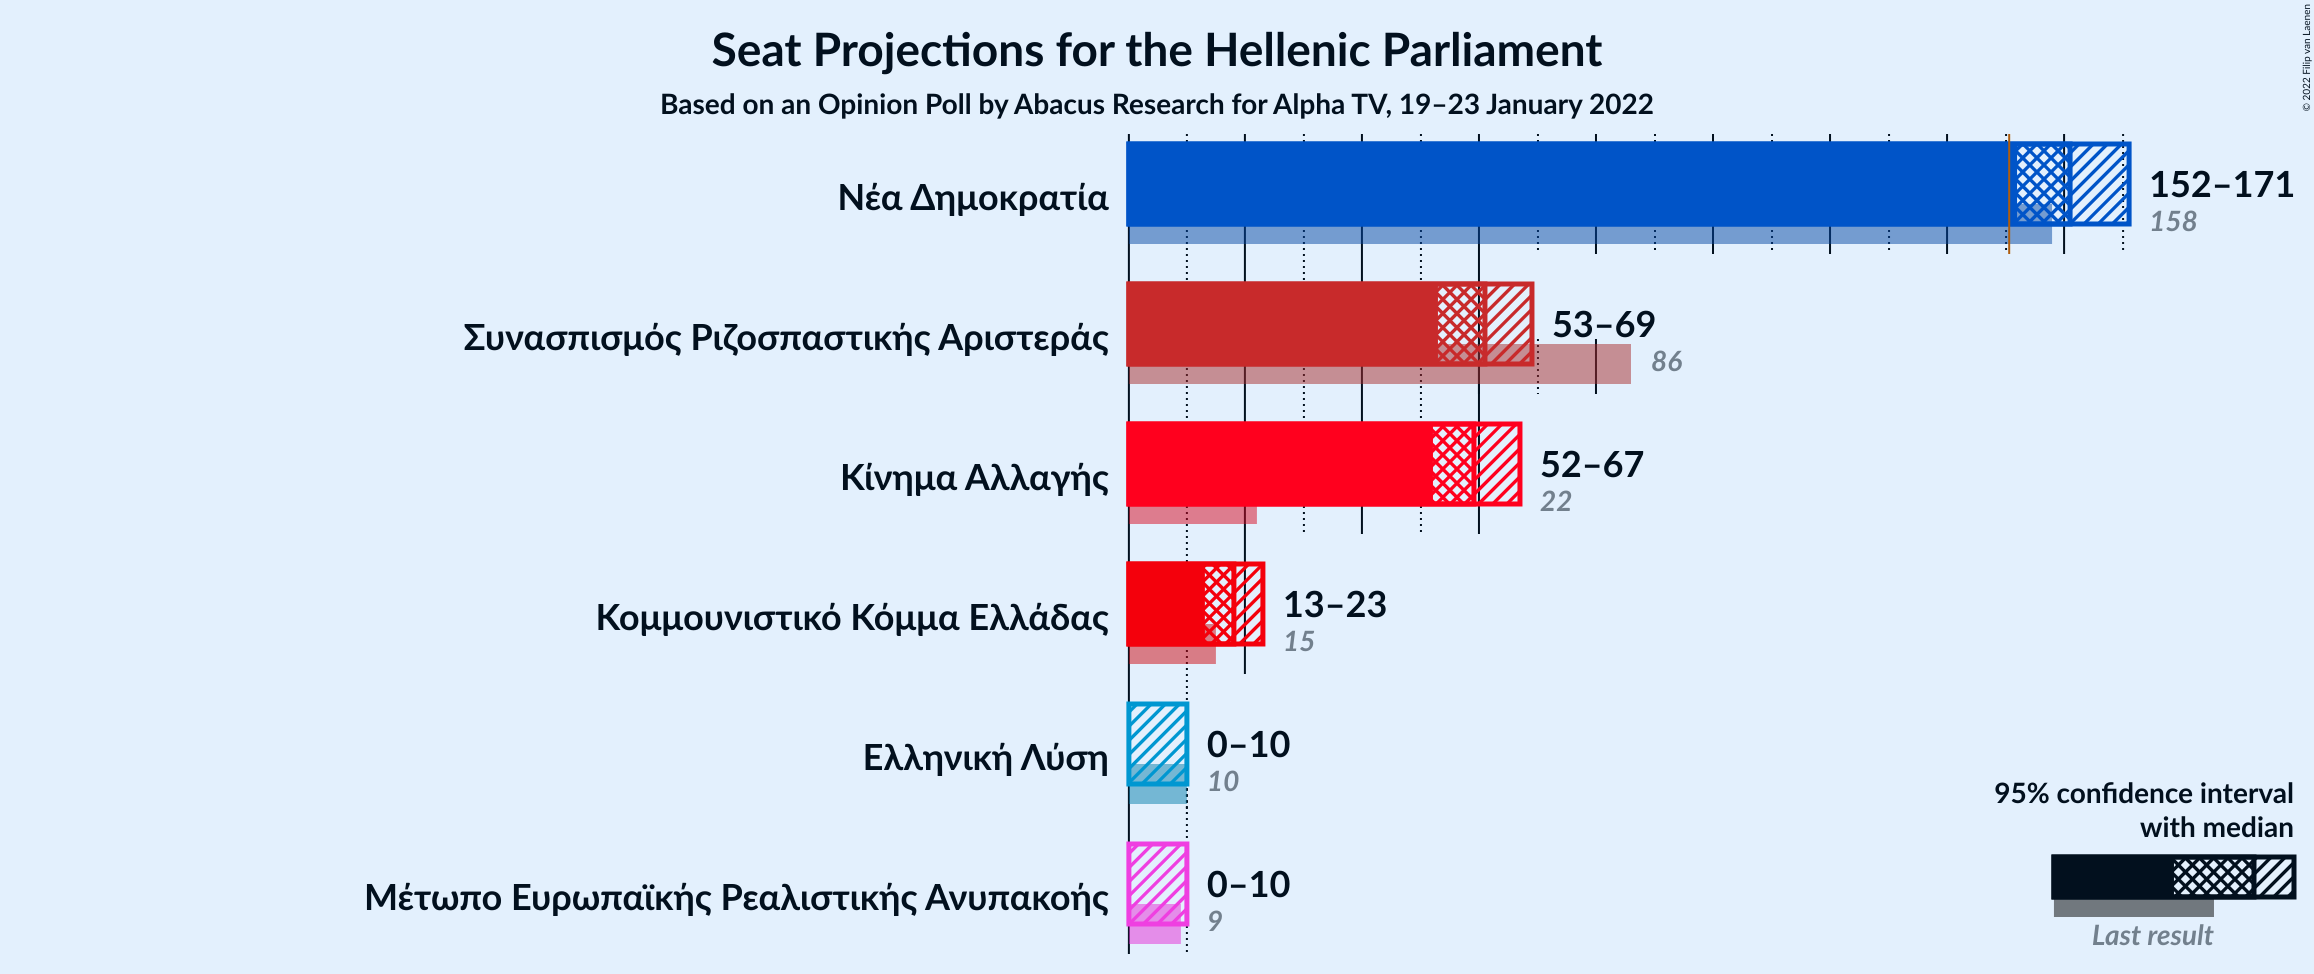 Seat Projections for the Hellenic Parliament
Based on an Opinion Poll by Abacus Research for Alpha TV, 19–23 January 2022
© 2022 Filip van Laenen
Νέα Δημοκρατία
152–171
158
Συνασπισμός Ριζοσπαστικής Αριστεράς
53–69
86
Κίνημα Αλλαγής
52–67
22
Κομμουνιστικό Κόμμα Ελλάδας
13–23
15
Ελληνική Λύση
0–10
10
Μέτωπο Ευρωπαϊκής Ρεαλιστικής Ανυπακοής
0–10
9
95% confidence interval
with median
Last result